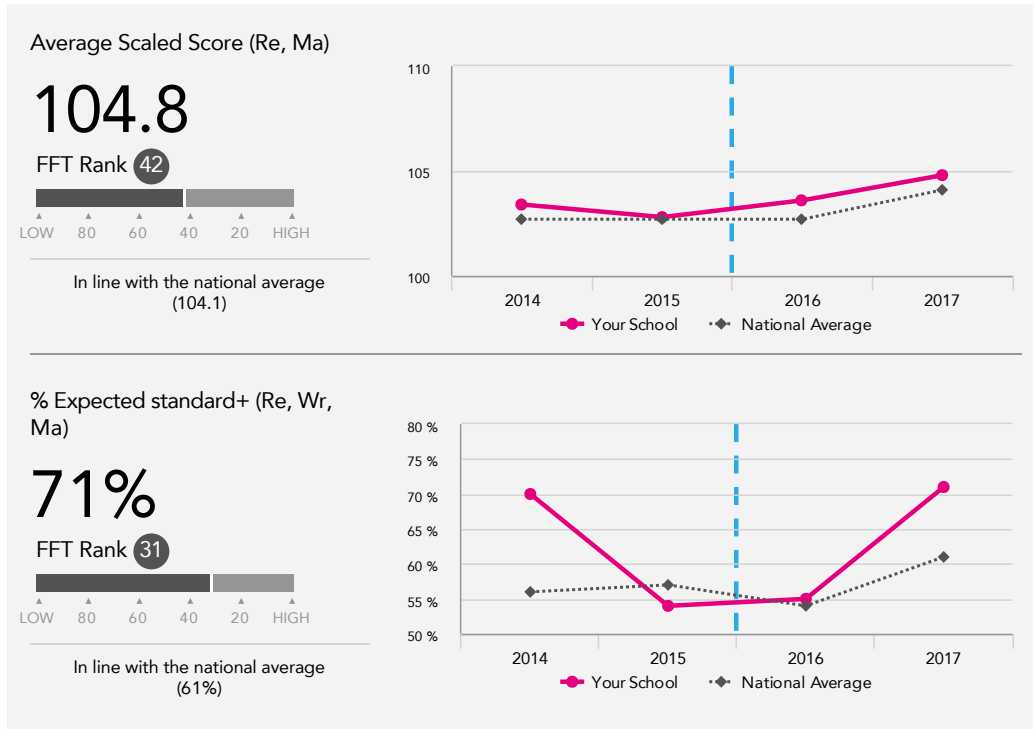 Average Scaled Score (Re, Ma)
104.8
FFT Rank 42
LOW 80 60 40 20 HIGH
In line with the national average
(104.1)
110
105
100
2014 2015 2016 2017
Your School National Average
% Expected standard+ (Re, Wr,
Ma)
71%
FFT Rank 31
LOW 80 60 40 20 HIGH
In line with the national average
(61%)
80 %
75 %
70 %
65 %
60 %
55 %
50 %
2014 2015 2016 2017
Your School National Average